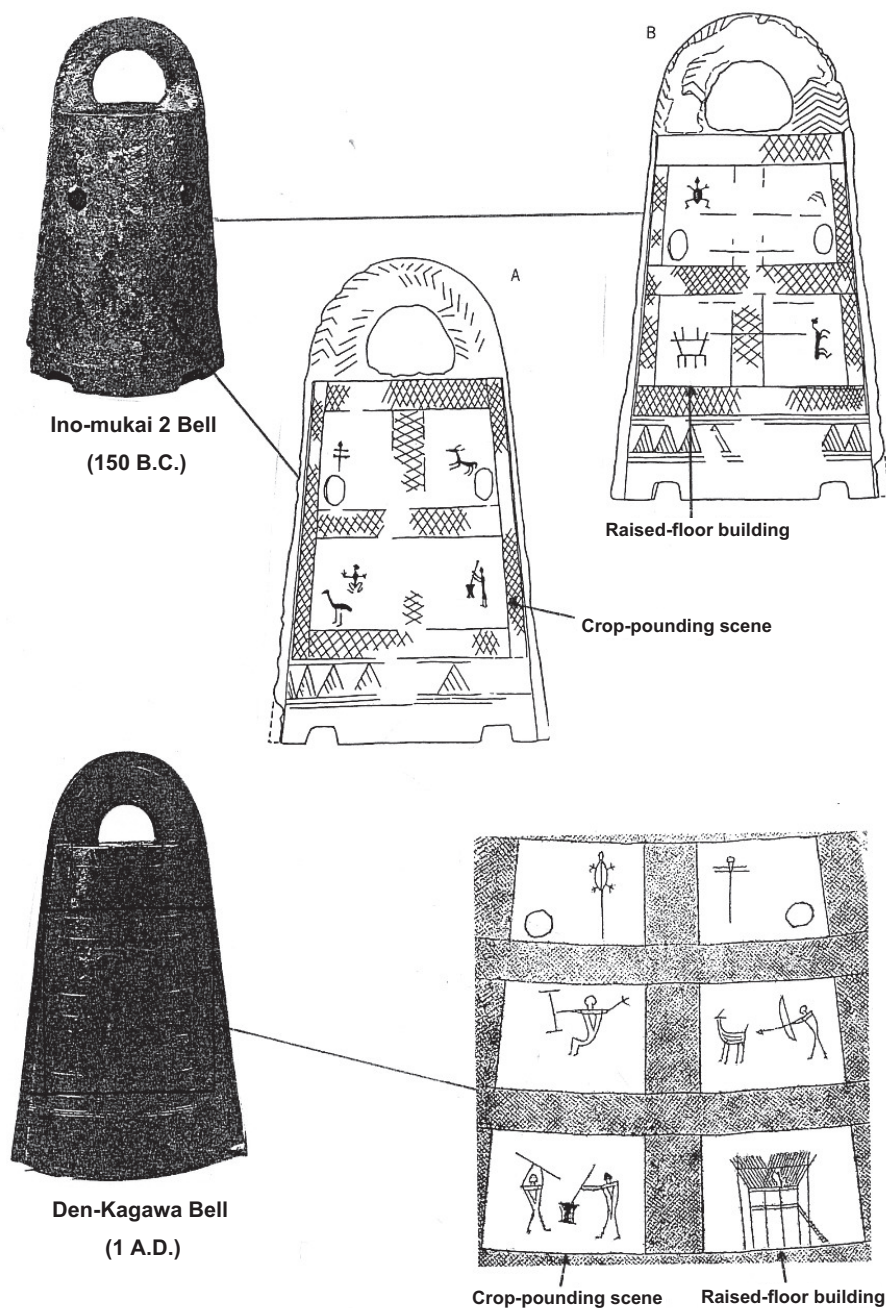 B
A
Ino-mukai 2 Bell
(150 B.C.)
Raised-floor building
Crop-pounding scene
Den-Kagawa Bell
(1 A.D.)
Crop-pounding scene
Raised-floor building